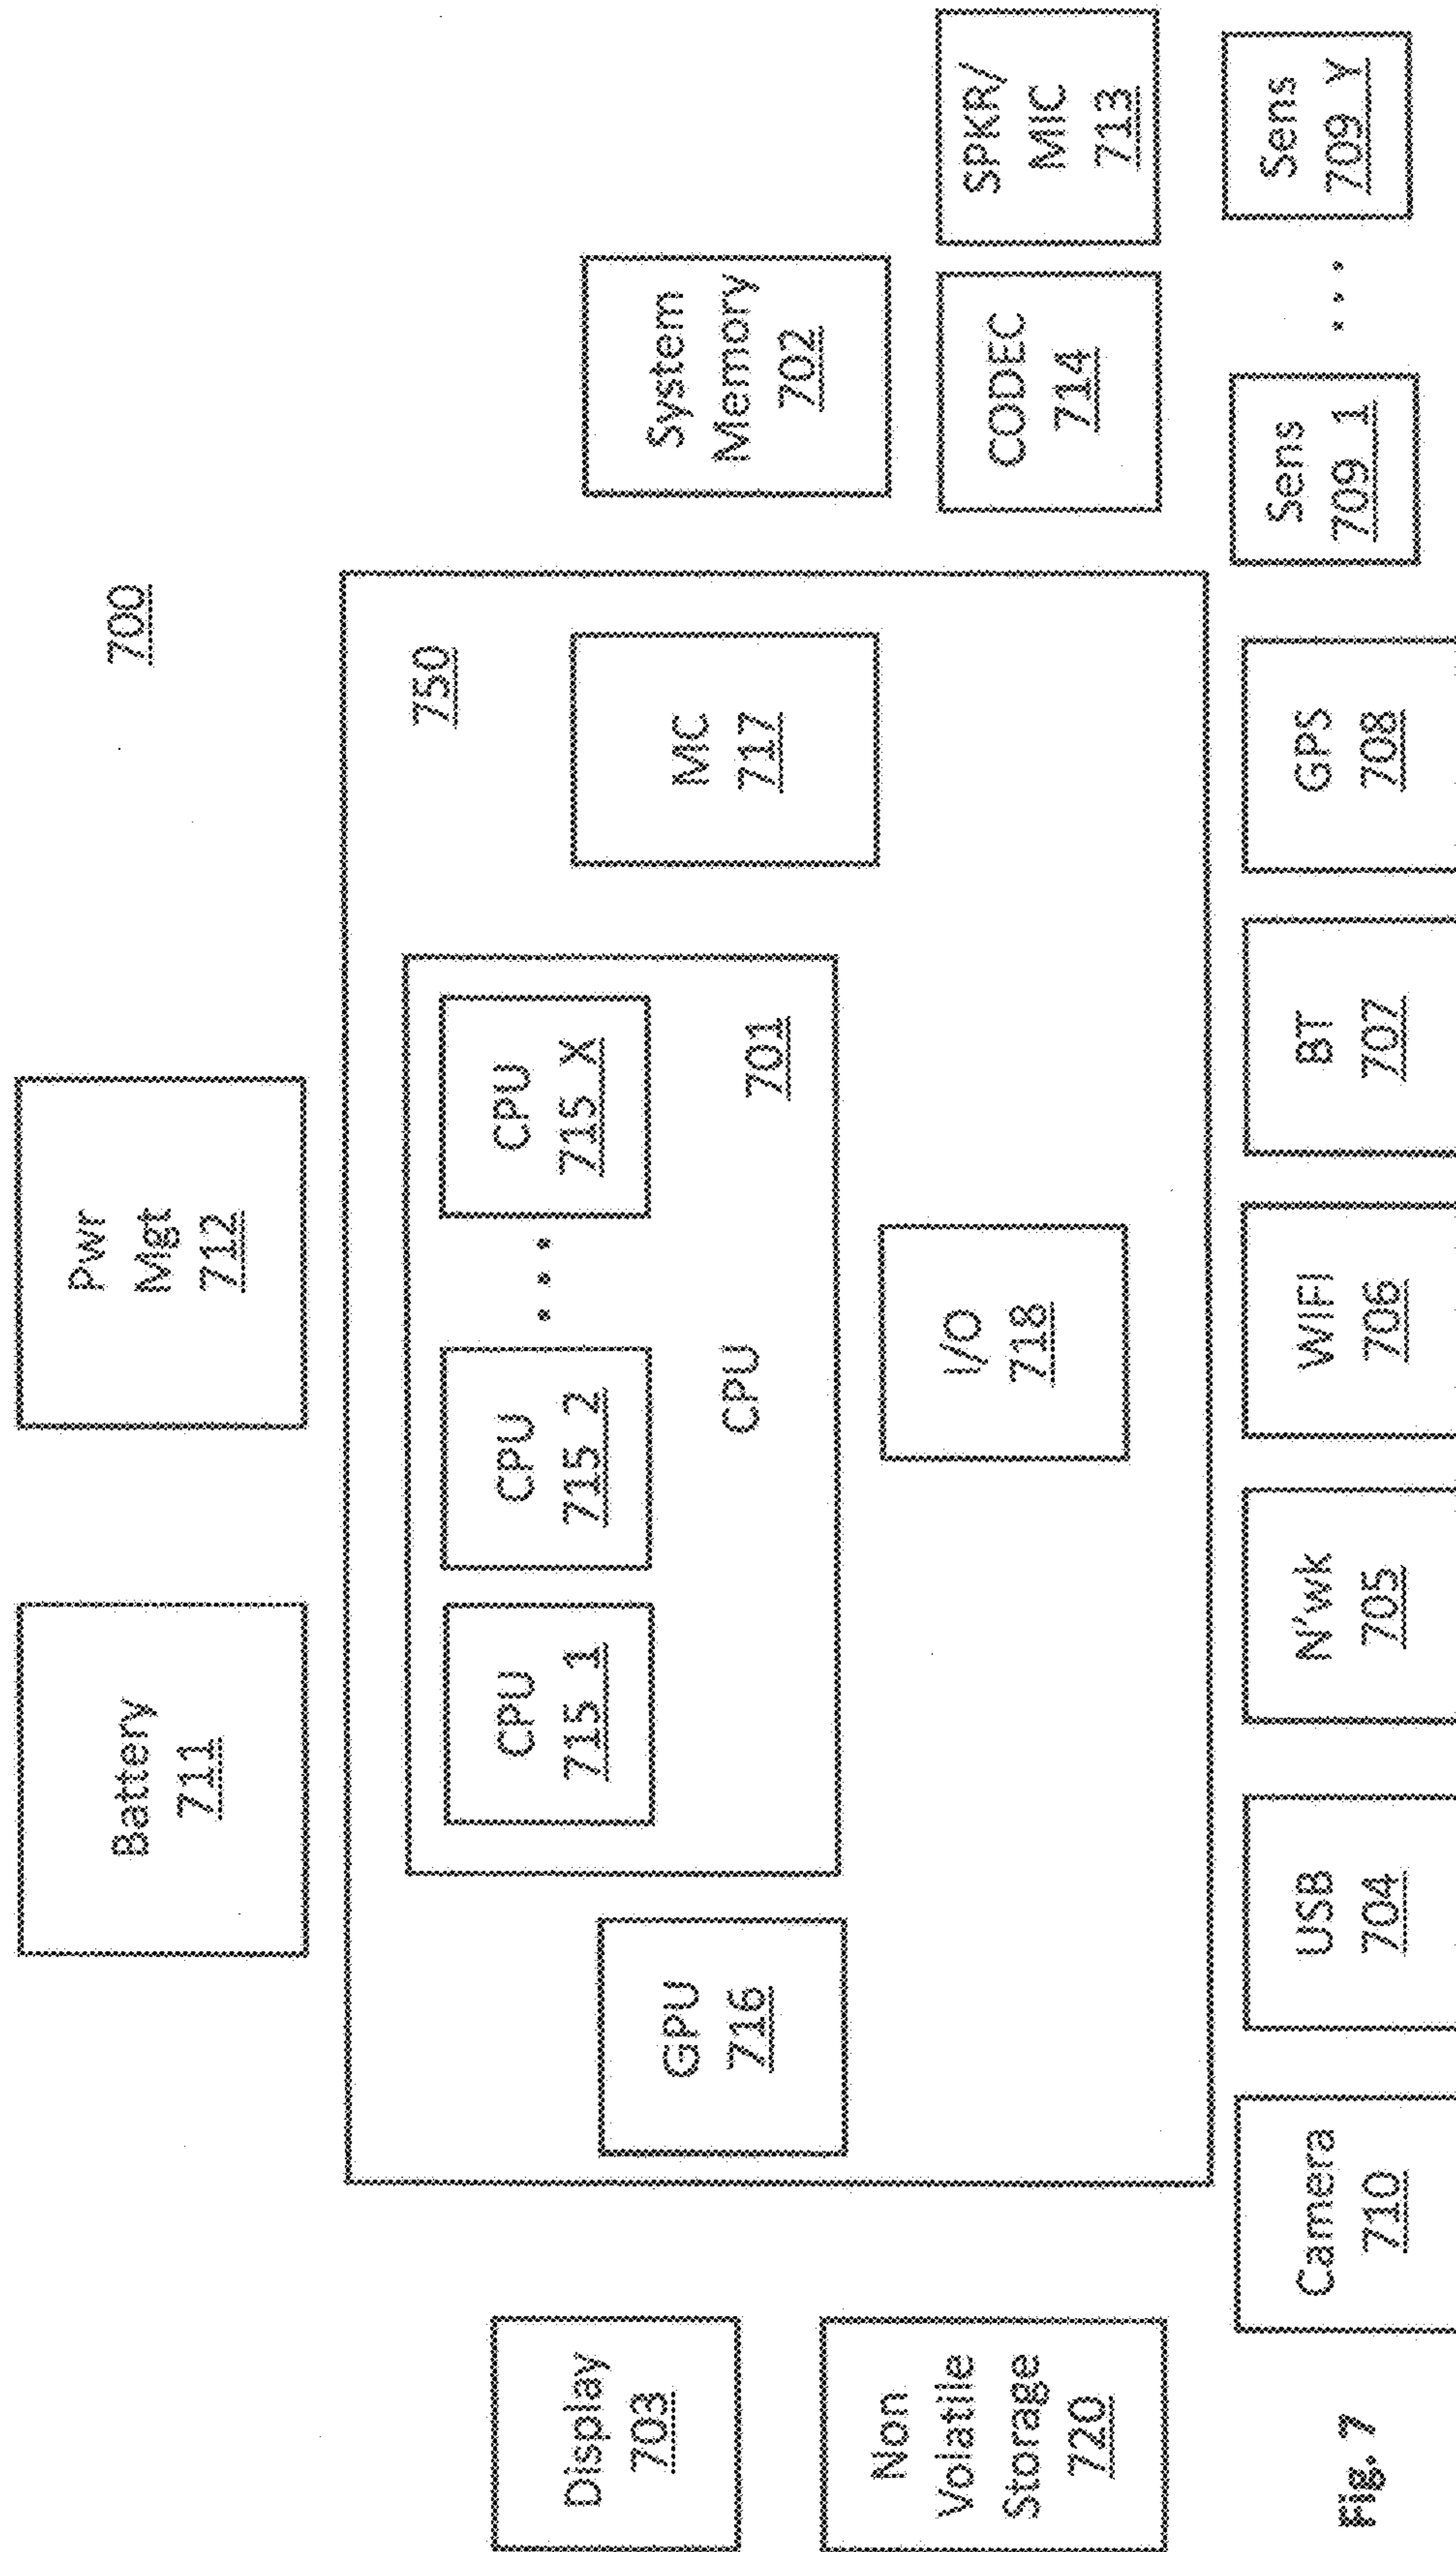 700
Battery
711
Pwr
Mgt
712
750
CPU
715_1
CPU
715_2
...
CPU
715_X
CPU
701
GPU
716
MC
717
I/O
718
Display
703
Non
Volatile
Storage
720
System
Memory
702
CODEC
714
SPKR/
MIC
713
Camera
710
USB
704
N'wk
705
WIFI
706
BT
707
GPS
708
Sens
709_1
...
Sens
709_Y
Fig. 7